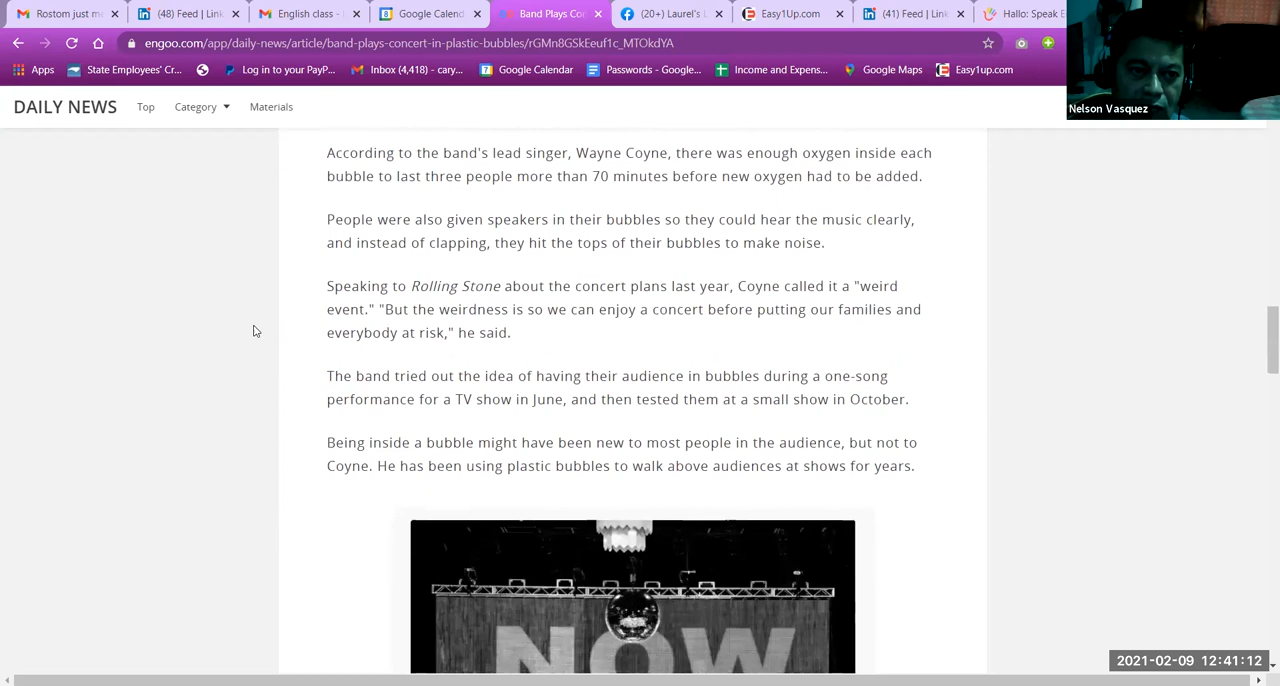 Rostom just me
(48) Feed | Link
English class -
Google Calend
Band Plays Con
(20+) Laurel's L
Easy1Up.com
(41) Feed | Link
Hallo: Speak E
engoo.com/app/daily-news/article/band-plays-concert-in-plastic-bubbles/rGMn8GSkEeuf1c_MTOkdYA
Apps
State Employees' Cr...
Log in to your PayP...
Inbox (4,418) - cary...
Google Calendar
Passwords - Google...
Income and Expens...
Google Maps
Easy1up.com
Nelson Vasquez
DAILY NEWS
Top
Category
Materials
According to the band's lead singer, Wayne Coyne, there was enough oxygen inside each
bubble to last three people more than 70 minutes before new oxygen had to be added.
People were also given speakers in their bubbles so they could hear the music clearly,
and instead of clapping, they hit the tops of their bubbles to make noise.
Speaking to Rolling Stone about the concert plans last year, Coyne called it a "weird
event." "But the weirdness is so we can enjoy a concert before putting our families and
everybody at risk," he said.
The band tried out the idea of having their audience in bubbles during a one-song
performance for a TV show in June, and then tested them at a small show in October.
Being inside a bubble might have been new to most people in the audience, but not to
Coyne. He has been using plastic bubbles to walk above audiences at shows for years.
NOW
2021-02-09 12:41:12